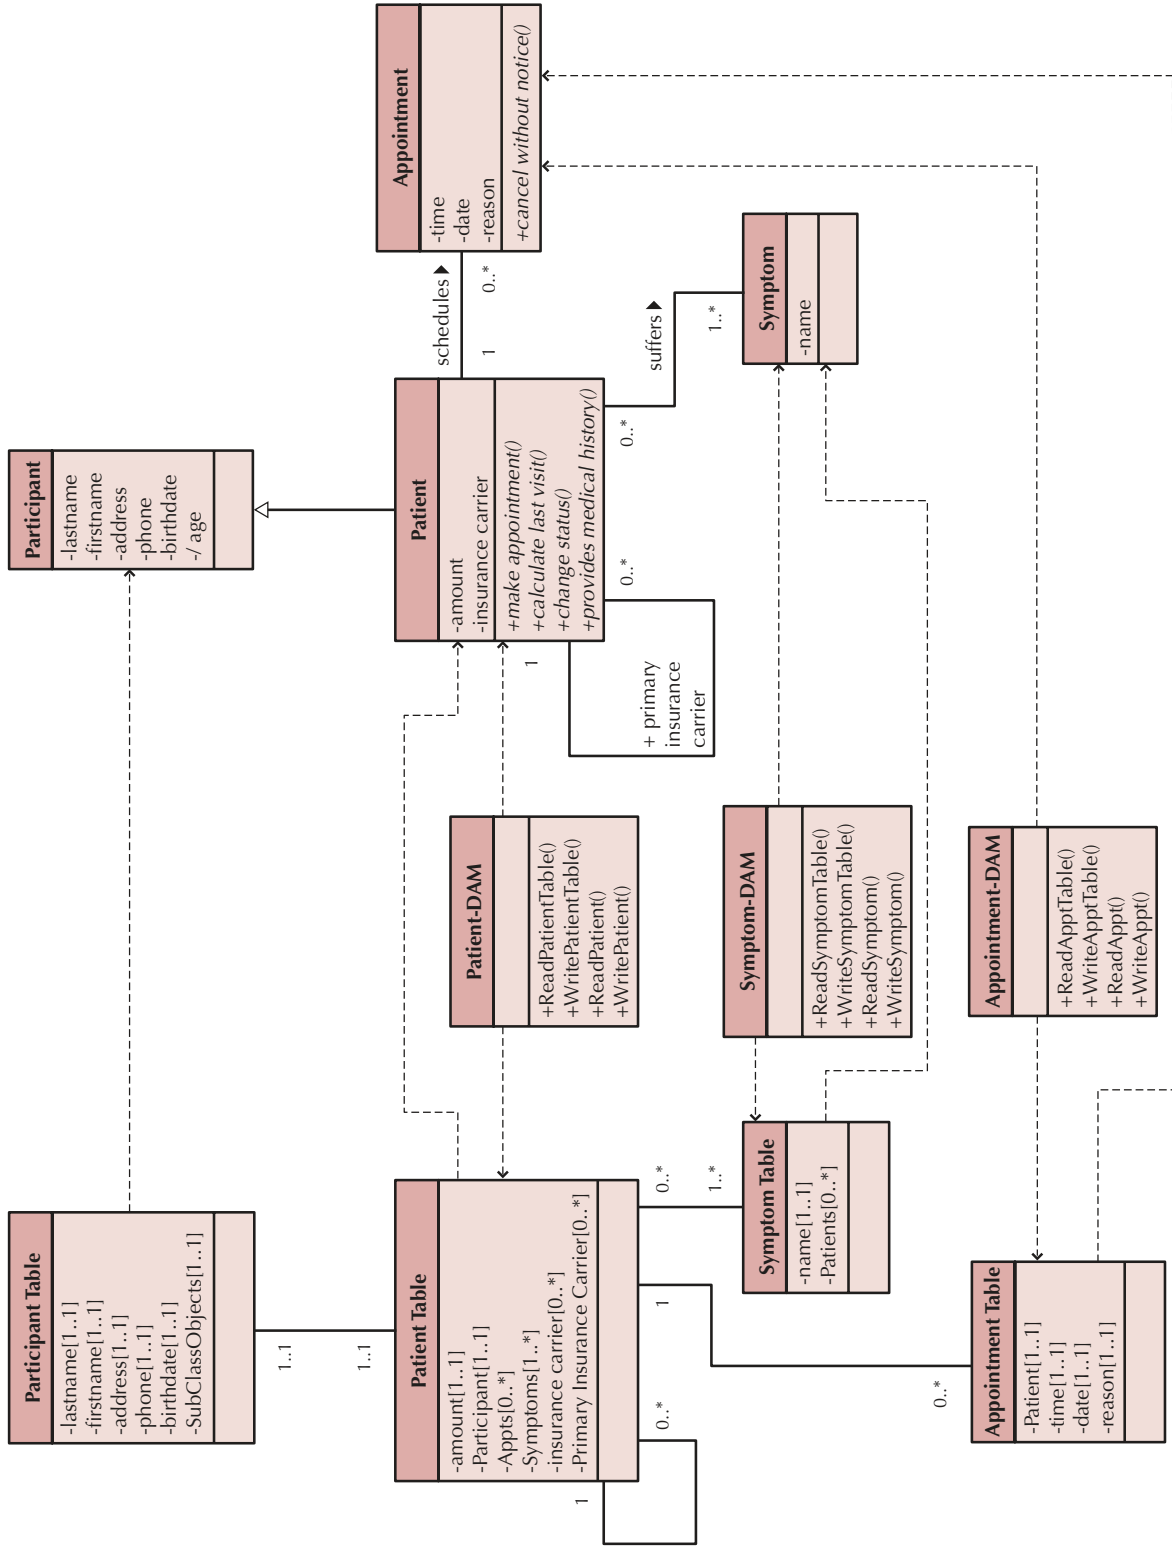 Participant Table
-lastname[1..1]
-firstname[1..1]
-address[1..1]
-phone[1..1]
-birthdate[1..1]
-SubClassObjects[1..1]
1..1
1..1
Patient Table
-amount[1..1]
-Participant[1..1]
-Appts[0..*]
-Symptoms[1..*]
-insurance carrier[0..*]
-Primary Insurance Carrier[0..*]
1
0..*
0..*
1..*
1
0..*
Symptom Table
-name[1..1]
-Patients[0..*]
Appointment Table
-Patient[1..1]
-time[1..1]
-date[1..1]
-reason[1..1]
Patient-DAM
+ReadPatientTable()
+WritePatientTable()
+ReadPatient()
+WritePatient()
Symptom-DAM
+ReadSymptomTable()
+WriteSymptomTable()
+ReadSymptom()
+WriteSymptom()
Appointment-DAM
+ReadApptTable()
+WriteApptTable()
+ReadAppt()
+WriteAppt()
Participant
-lastname
-firstname
-address
-phone
-birthdate
-/ age
Patient
-amount
-insurance carrier
+make appointment()
+calculate last visit()
+change status()
+provides medical history()
1
+ primary
insurance
carrier
0..*
0..*
suffers
1..*
schedules
1
0..*
Symptom
-name
Appointment
-time
-date
-reason
+cancel without notice()